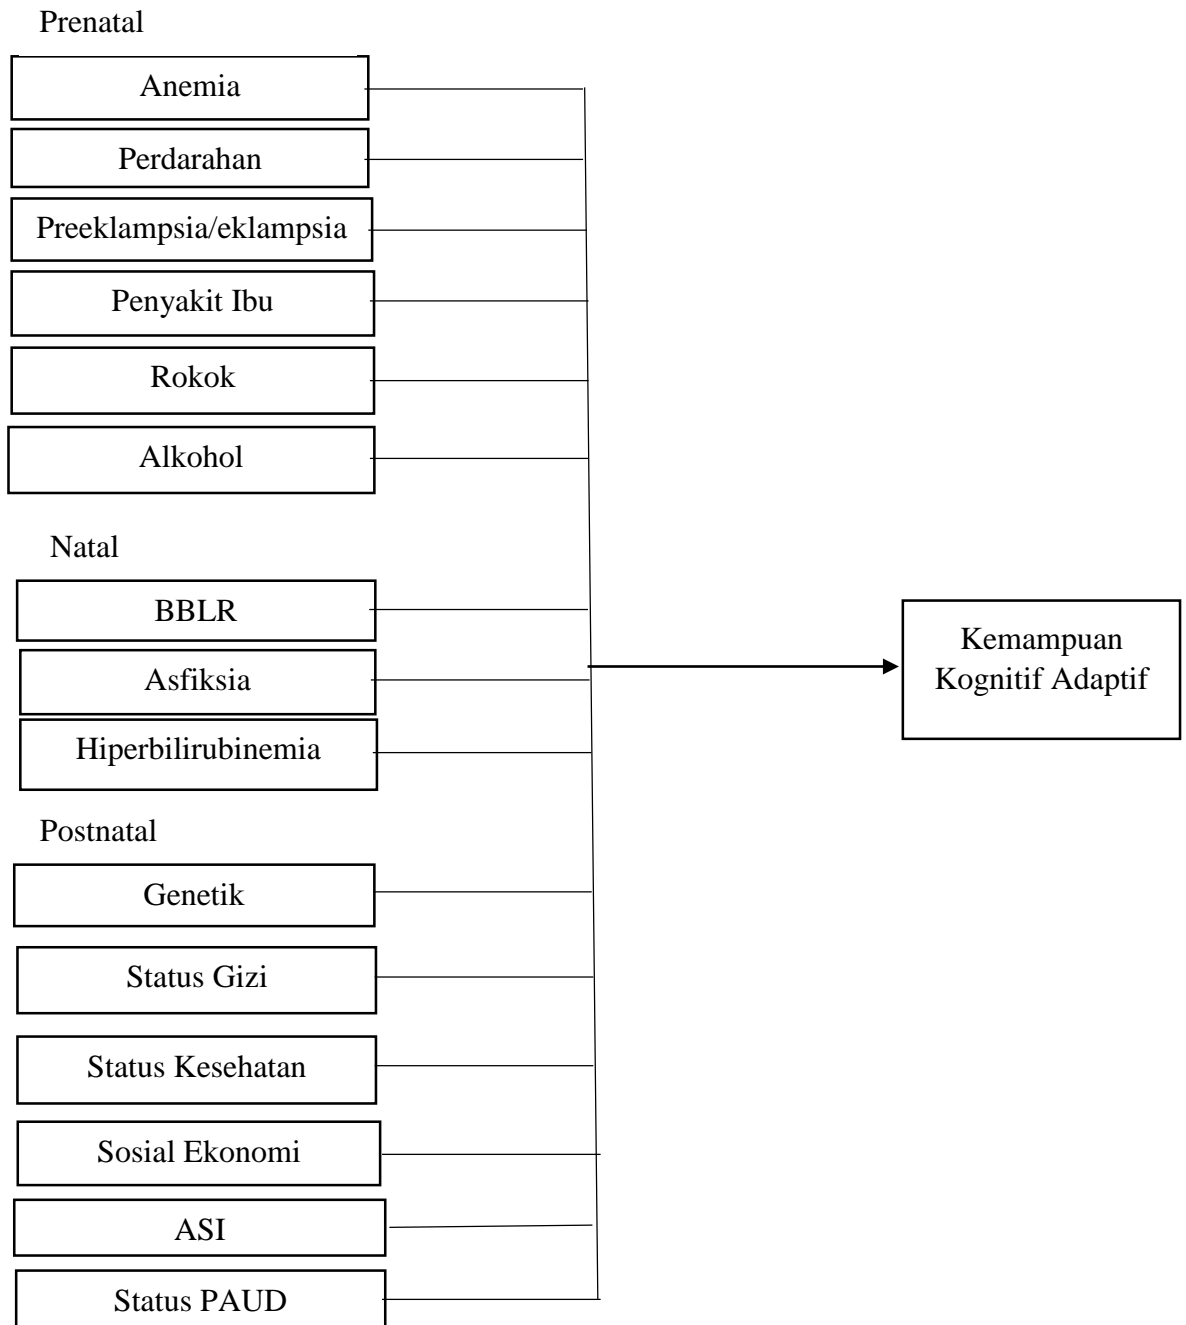 Prenatal
Anemia
Perdarahan
Preeklampsia/eklampsia
Penyakit Ibu
Rokok
Alkohol
Natal
BBLR
Asfiksia
Hiperbilirubinemia
Kemampuan
Kognitif Adaptif
Postnatal
Genetik
Status Gizi
Status Kesehatan
Sosial Ekonomi
ASI
Status PAUD